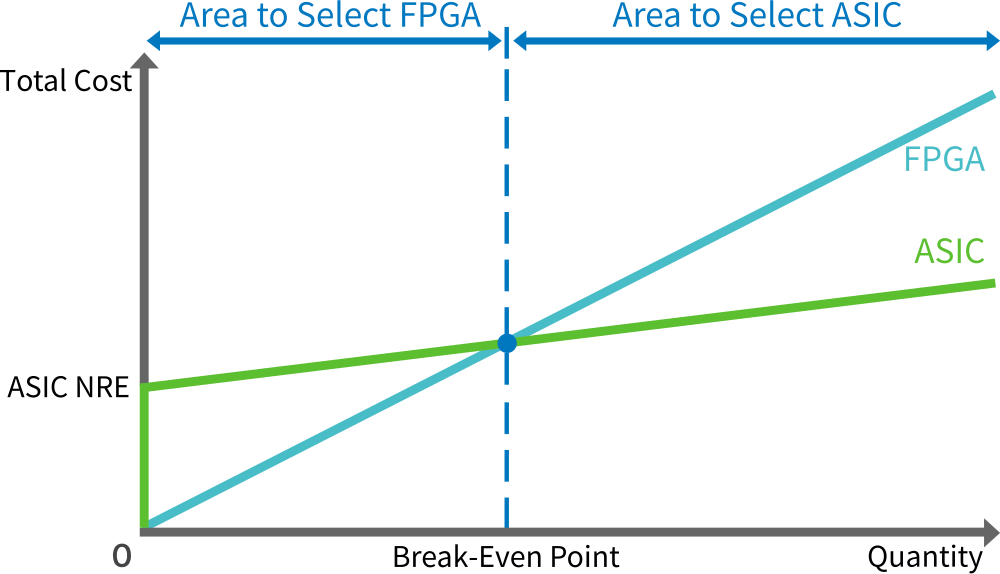 Area to Select FPGA
Area to Select ASIC
Total Cost
FPGA
ASIC
ASIC NRE
0
Break-Even Point
Quantity